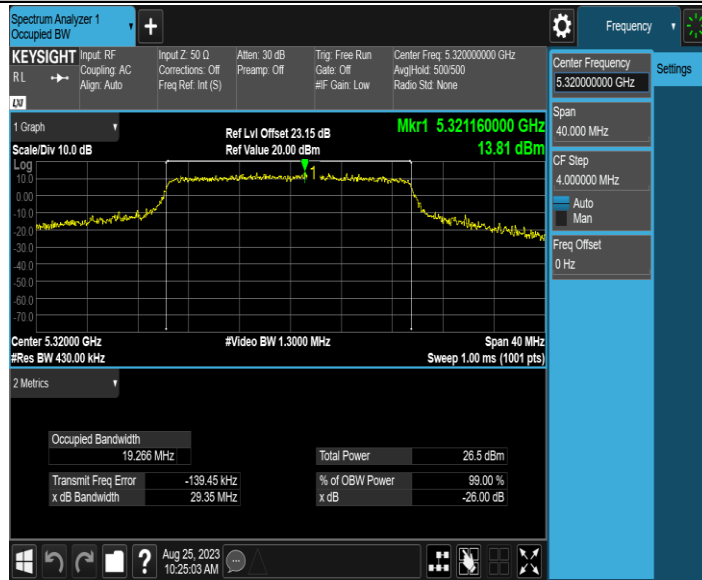 Spectrum Analyzer 1
Occupied BW
+
Frequency
KEYSIGHT
RL
LXI
Input: RF
Coupling: AC
Align: Auto
Input Z: 50 Ω
Corrections: Off
Freq Ref: Int (S)
Atten: 30 dB
Preamp: Off
Trig: Free Run
Gate: Off
#IF Gain: Low
Center Freq: 5.320000000 GHz
Avg|Hold: 500/500
Radio Std: None
Center Frequency
5.320000000 GHz
Settings
Span
40.000 MHz
CF Step
4.000000 MHz
Auto
Man
Freq Offset
0 Hz
1 Graph
Scale/Div 10.0 dB
Ref Lvl Offset 23.15 dB
Ref Value 20.00 dBm
Mkr1 5.321160000 GHz
13.81 dBm
Log
10.0
0.00
-10.0
-20.0
-30.0
-40.0
-50.0
-60.0
-70.0
1
Center 5.32000 GHz
#Res BW 430.00 kHz
#Video BW 1.3000 MHz
Span 40 MHz
Sweep 1.00 ms (1001 pts)
2 Metrics
Occupied Bandwidth
19.266 MHz
Total Power 26.5 dBm
Transmit Freq Error -139.45 kHz
% of OBW Power 99.00 %
x dB Bandwidth 29.35 MHz
x dB -26.00 dB
?
Aug 25, 2023
10:25:03 AM